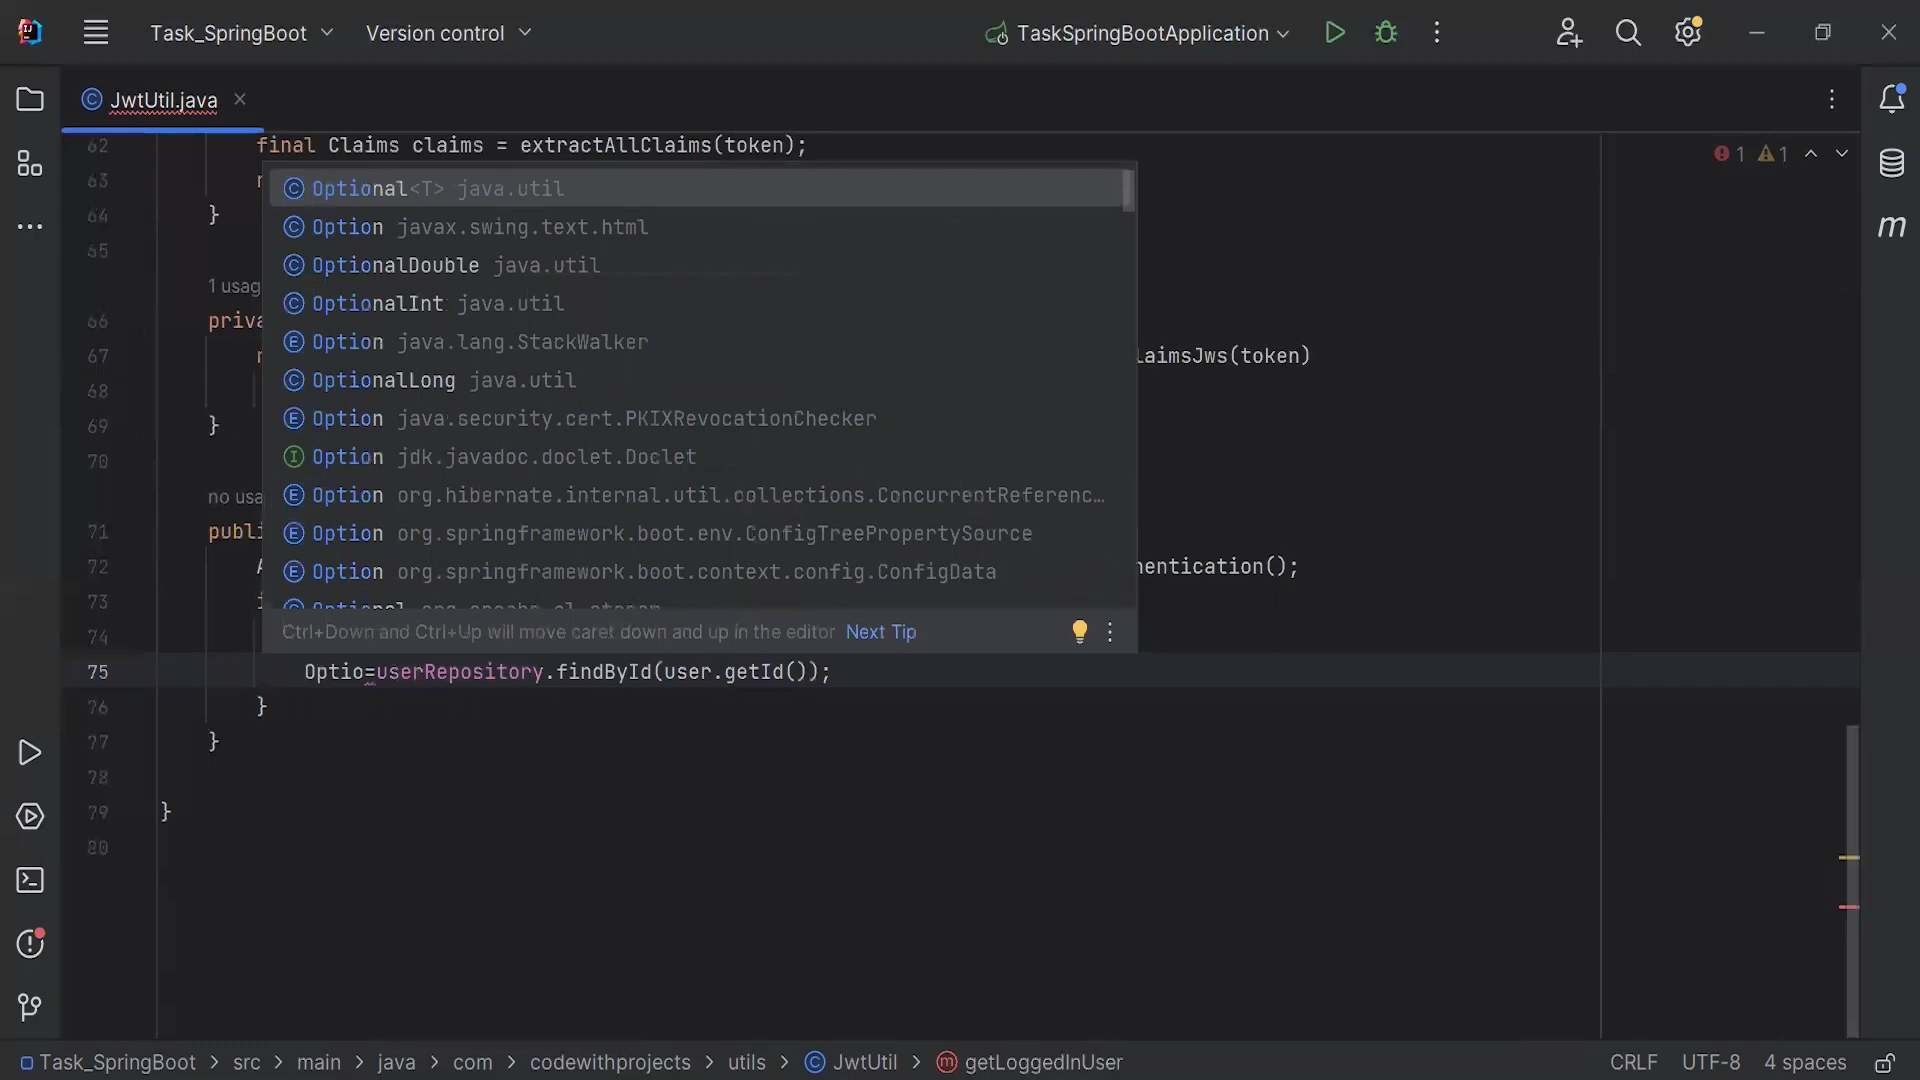 Task_SpringBoot
Version control
TaskSpringBootApplication
JwtUtil.java
62 final Claims claims = extractAllClaims(token);
1 1
63
Optional<T> java.util
64 }
Option javax.swing.text.html
65
OptionalDouble java.util
1 usag
OptionalInt java.util
66 priva
Option java.lang.StackWalker
67 laimsJws(token)
68
OptionalLong java.util
69 }
Option java.security.cert.PKIXRevocationChecker
70
Option jdk.javadoc.doclet.Doclet
no usa
Option org.hibernate.internal.util.collections.ConcurrentReferenc…
71 publi
Option org.springframework.boot.env.ConfigTreePropertySource
72 A hentication();
Option org.springframework.boot.context.config.ConfigData
73 i
74
Ctrl+Down and Ctrl+Up will move caret down and up in the editor Next Tip
75 Optio=userRepository.findById(user.getId());
76 }
77 }
78
79 }
80
Task_SpringBoot > src > main > java > com > codewithprojects > utils > JwtUtil > getLoggedInUser
CRLF UTF-8 4 spaces